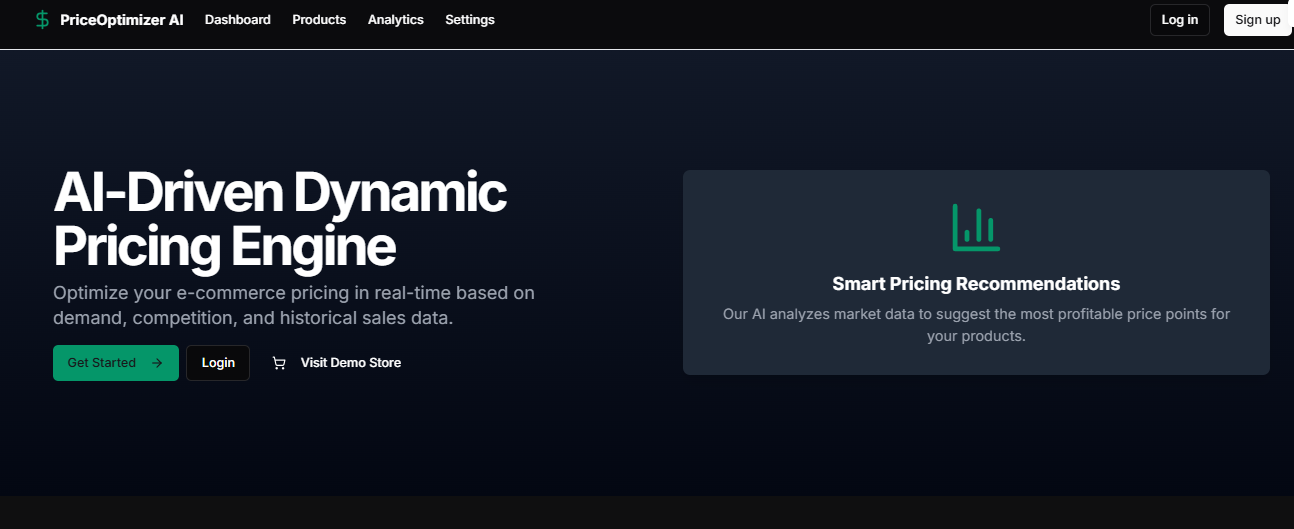 PriceOptimizer AI Dashboard Products Analytics Settings Log in Sign up
AI-Driven Dynamic
Pricing Engine
Optimize your e-commerce pricing in real-time based on
demand, competition, and historical sales data.
Get Started Login Visit Demo Store
Smart Pricing Recommendations
Our AI analyzes market data to suggest the most profitable price points for
your products.